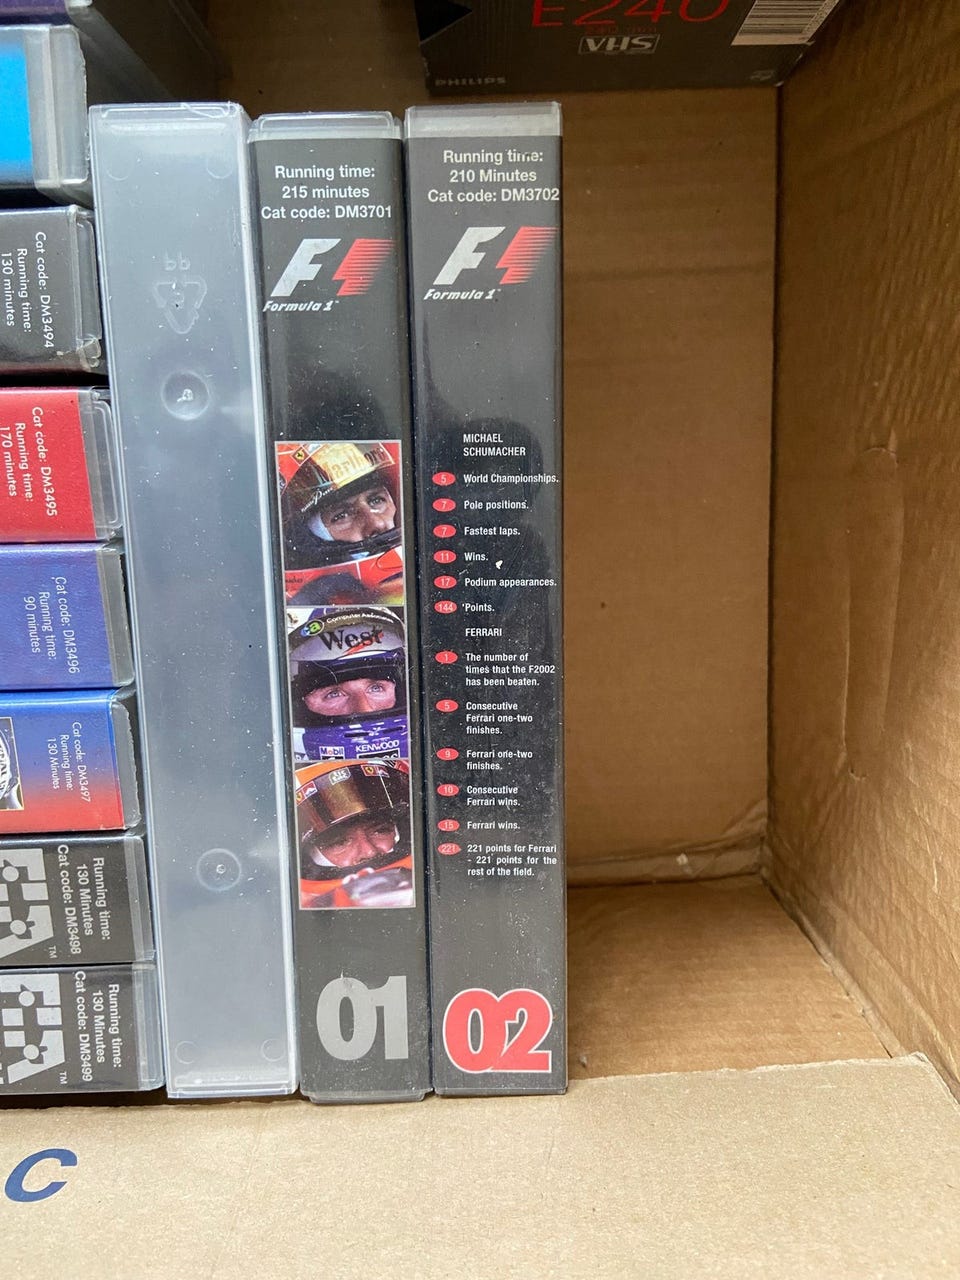 E240
VHS
PHILIPS
Cat code: DM3494
Running time:
130 minutes
Cat code: DM3495
Running time:
170 minutes
Cat code: DM3496
Running time:
90 minutes
Cat code: DM3497
Running time:
130 Minutes
Running time:
130 Minutes
Cat code: DM3498
TM
Running time:
130 Minutes
Cat code: DM3499
TM
PP
Running time:
215 minutes
Cat code: DM3701
F1
Formula 1
Marlboro
Computer Associates
West
Mobil
KENWOOD
01
Running time:
210 Minutes
Cat code: DM3702
F1
Formula 1
MICHAEL
SCHUMACHER
5 World Championships.
7 Pole positions.
7 Fastest laps.
11 Wins.
17 Podium appearances.
144 Points.
FERRARI
1 The number of
times that the F2002
has been beaten.
5 Consecutive
Ferrari one-two
finishes.
9 Ferrari one-two
finishes.
10 Consecutive
Ferrari wins.
15 Ferrari wins.
221 221 points for Ferrari
- 221 points for the
rest of the field.
02
C